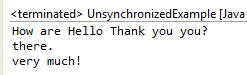 <terminated> UnsynchronizedExample [Java
How are Hello Thank you you?
there.
very much!